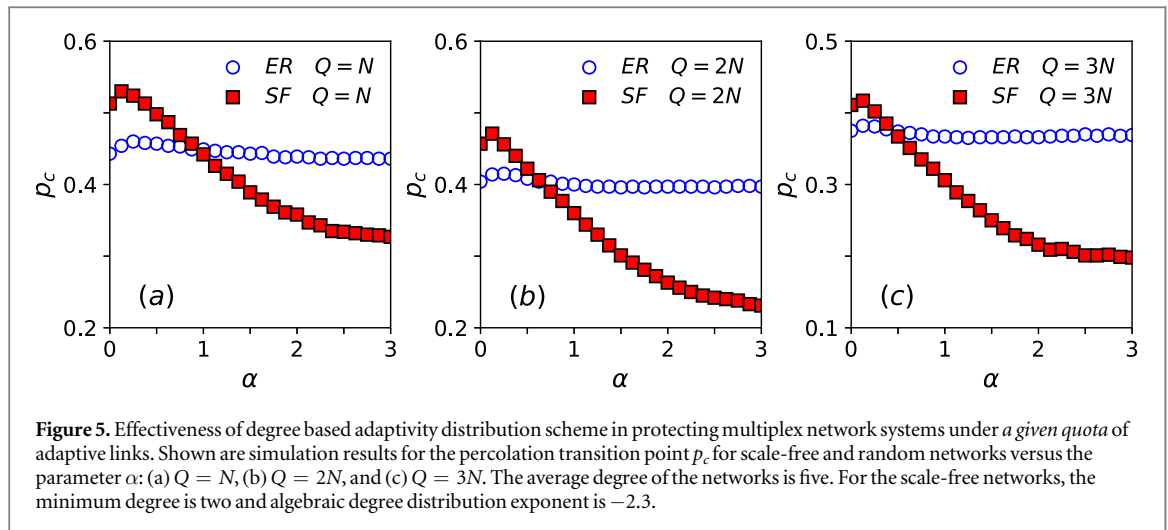 0.6
0.4
0.2
p_c
0 1 2 3
α
ER Q = N
SF Q = N
(a)
0.6
0.4
0.2
p_c
0 1 2 3
α
ER Q = 2N
SF Q = 2N
(b)
0.5
0.3
0.1
p_c
0 1 2 3
α
ER Q = 3N
SF Q = 3N
(c)
Figure 5. Effectiveness of degree based adaptivity distribution scheme in protecting multiplex network systems under a given quota of
adaptive links. Shown are simulation results for the percolation transition point p_c for scale-free and random networks versus the
parameter α: (a) Q = N, (b) Q = 2N, and (c) Q = 3N. The average degree of the networks is five. For the scale-free networks, the
minimum degree is two and algebraic degree distribution exponent is −2.3.